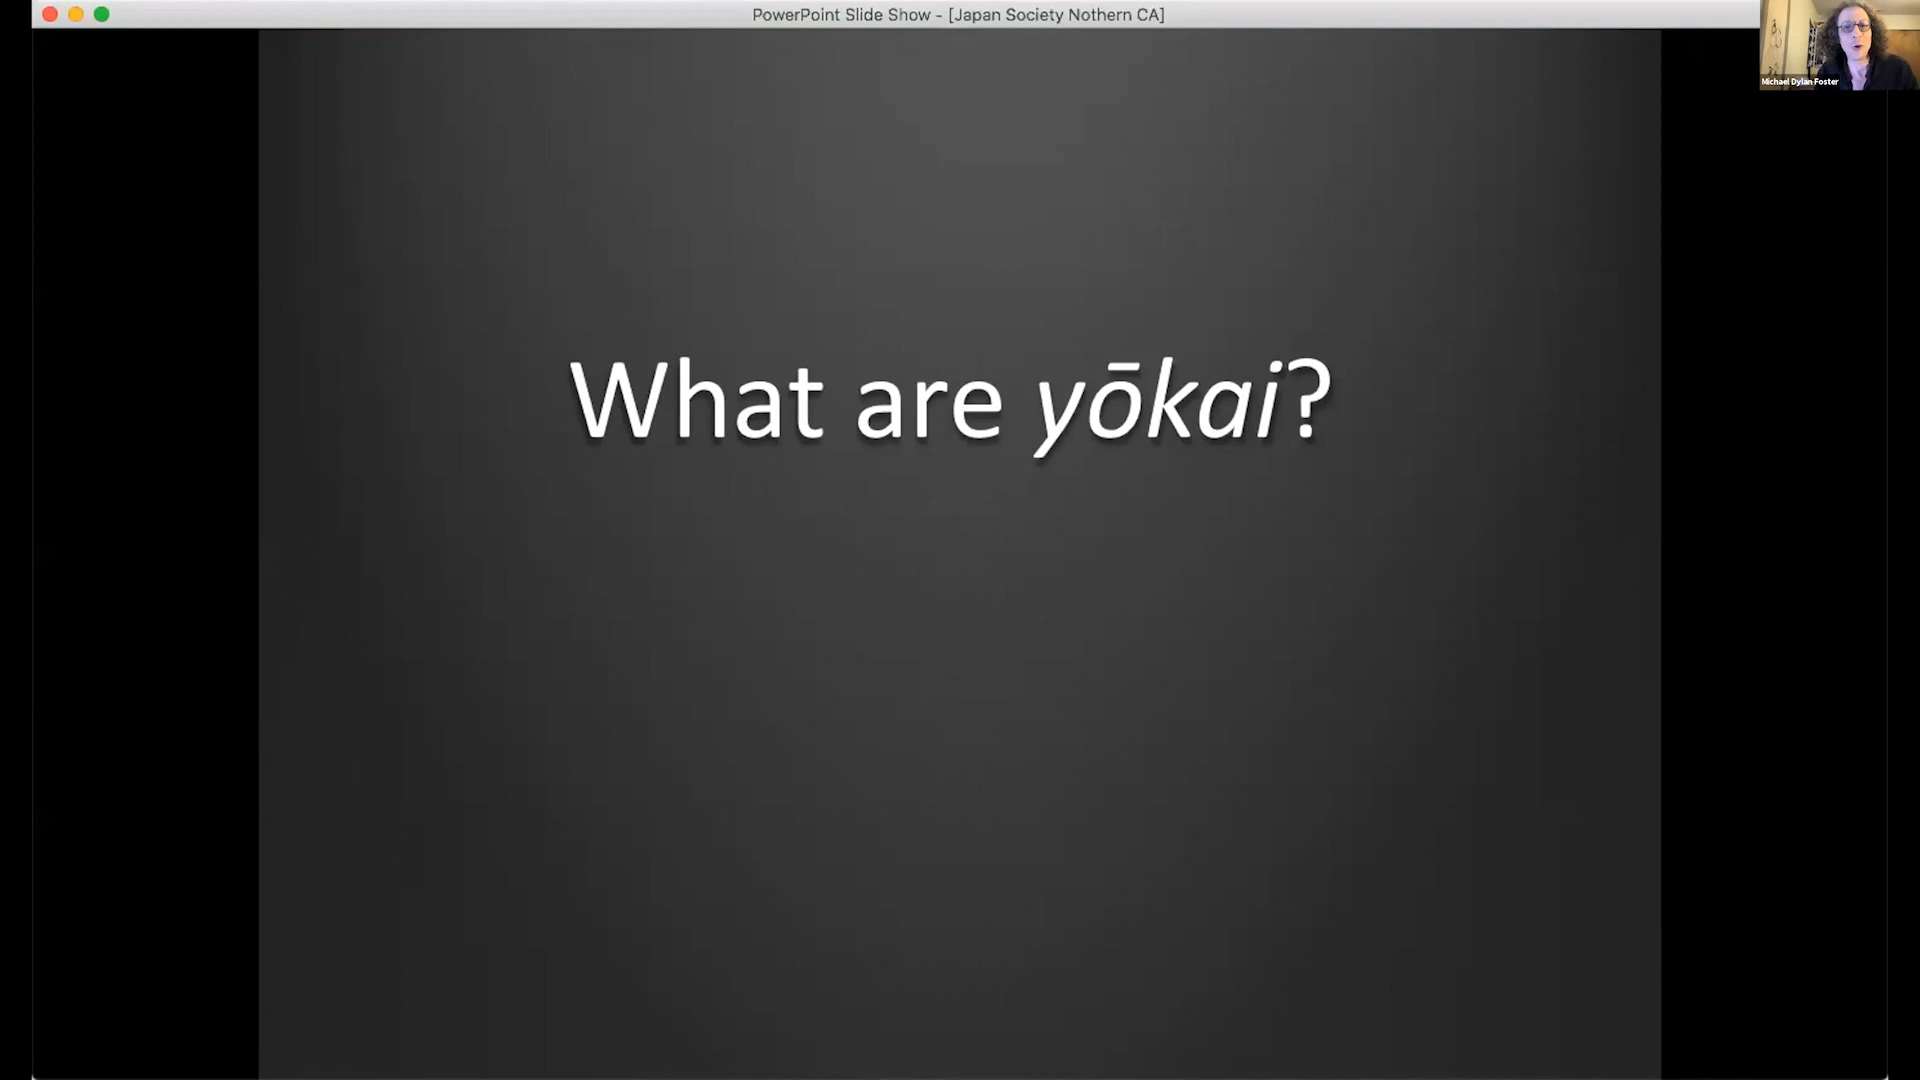 PowerPoint Slide Show - [Japan Society Nothern CA]
Michael Dylan Foster
What are yōkai?